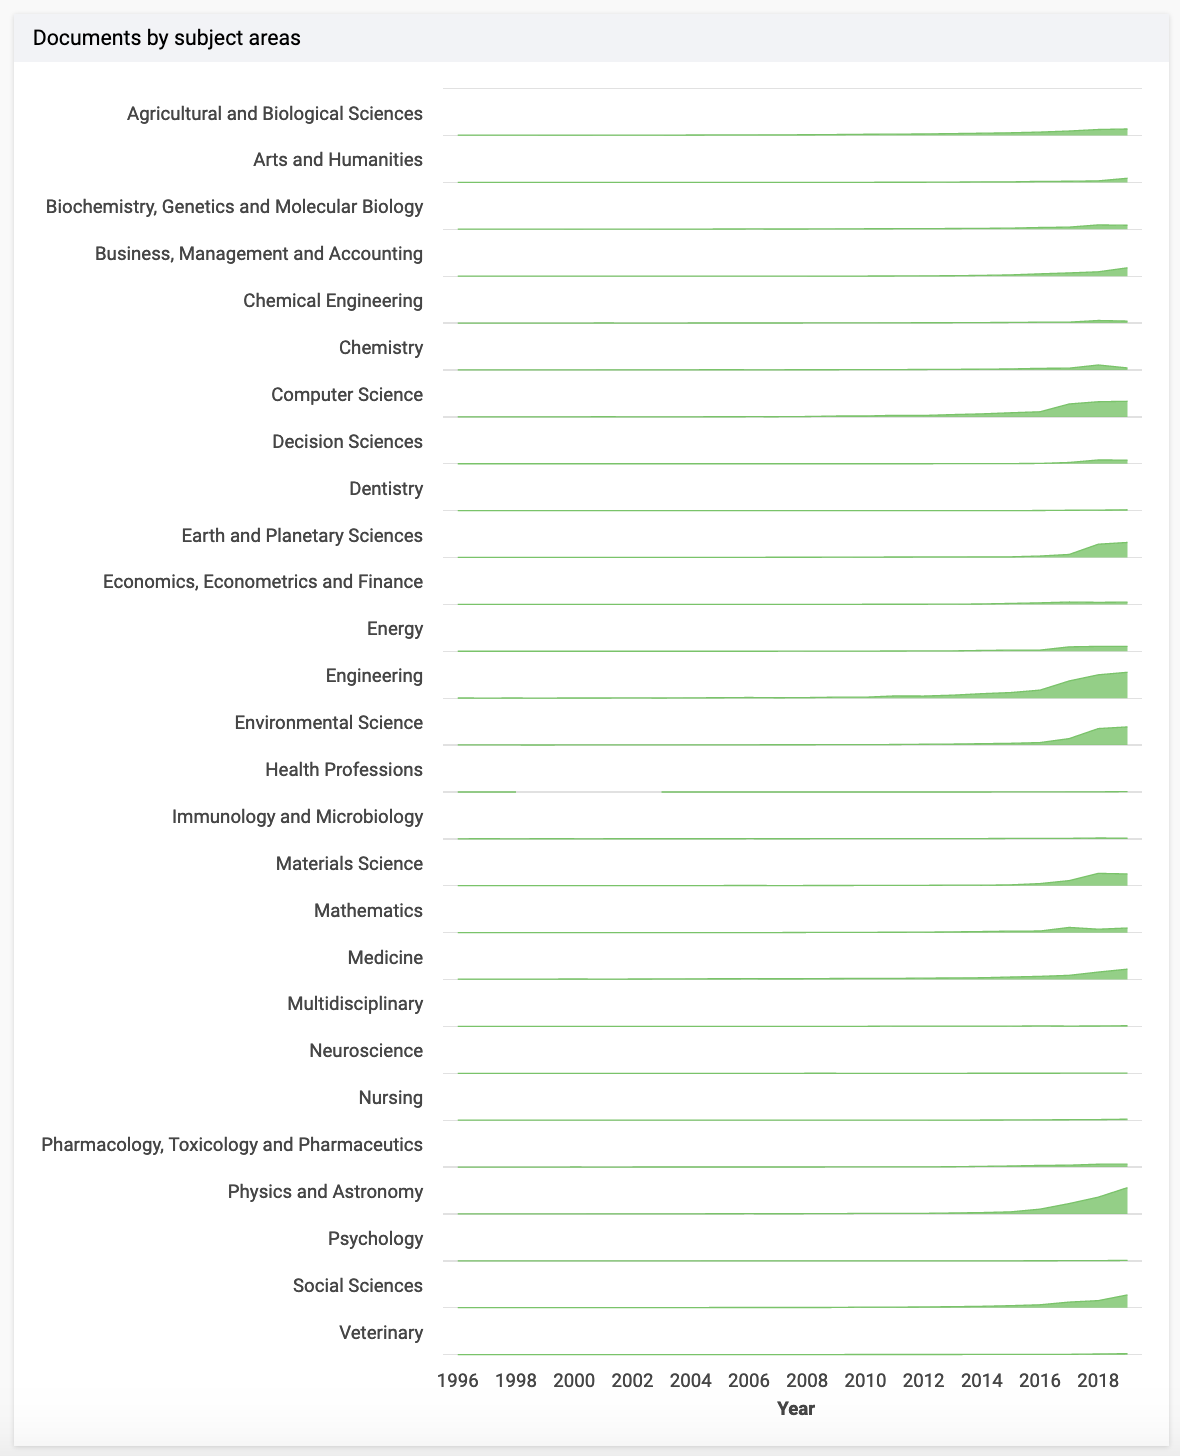 Documents by subject areas
Agricultural and Biological Sciences
Arts and Humanities
Biochemistry, Genetics and Molecular Biology
Business, Management and Accounting
Chemical Engineering
Chemistry
Computer Science
Decision Sciences
Dentistry
Earth and Planetary Sciences
Economics, Econometrics and Finance
Energy
Engineering
Environmental Science
Health Professions
Immunology and Microbiology
Materials Science
Mathematics
Medicine
Multidisciplinary
Neuroscience
Nursing
Pharmacology, Toxicology and Pharmaceutics
Physics and Astronomy
Psychology
Social Sciences
Veterinary
1996 1998 2000 2002 2004 2006 2008 2010 2012 2014 2016 2018
Year